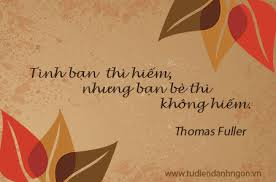 Tình bạn thì hiếm,
nhưng bạn bè thì
không hiếm.
Thomas Fuller
www.tudiendanhngon.vn